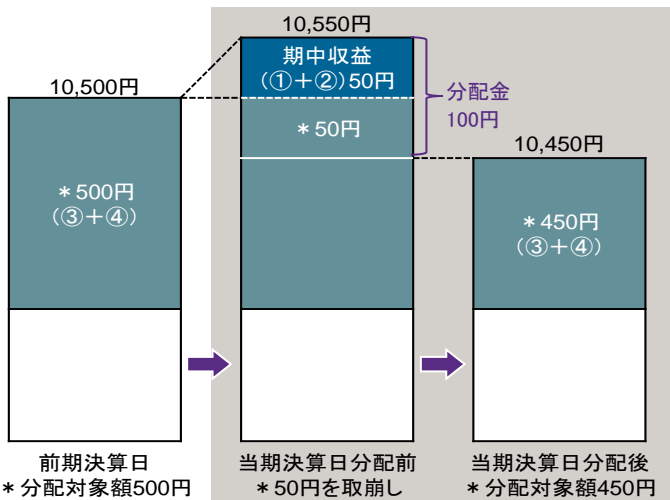 10,550円
期中収益
(①+②)50円
10,500円
分配金
100円
*50円
10,450円
*500円
(③+④)
*450円
(③+④)
前期決算日
*分配対象額500円
当期決算日分配前
*50円を取崩し
当期決算日分配後
*分配対象額450円